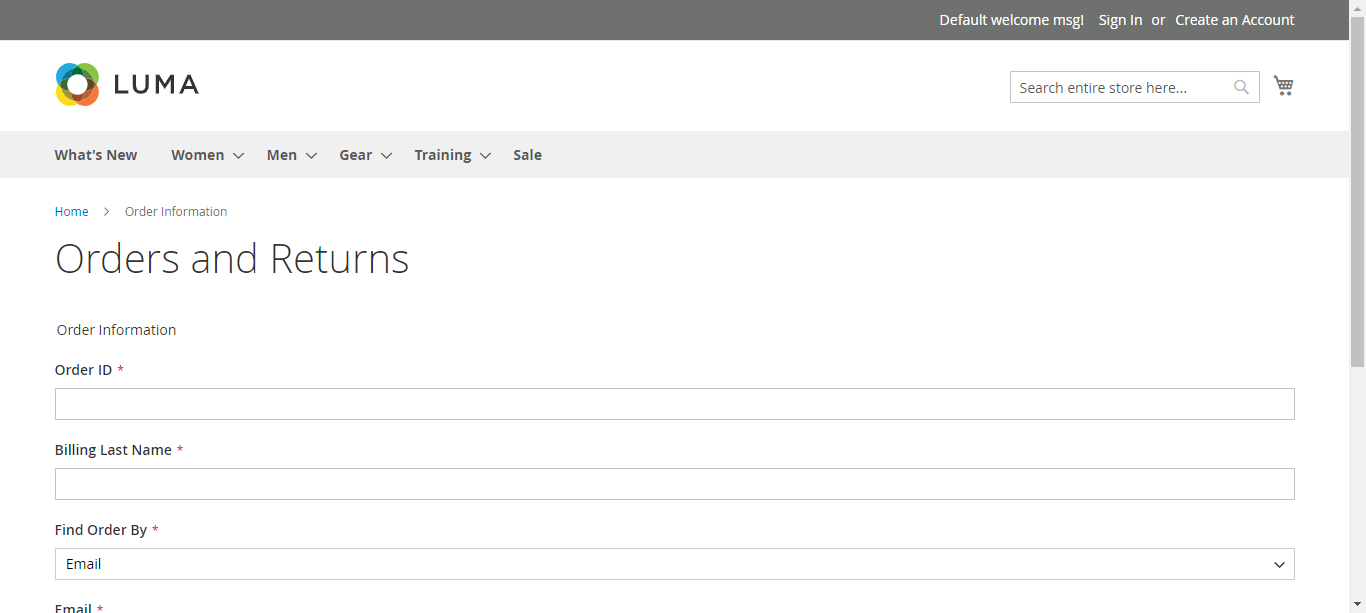 Default welcome msg! Sign In or Create an Account
LUMA
Search entire store here...
What's New Women Men Gear Training Sale
Home Order Information
Orders and Returns
Order Information
Order ID *
Billing Last Name *
Find Order By *
Email
Email *